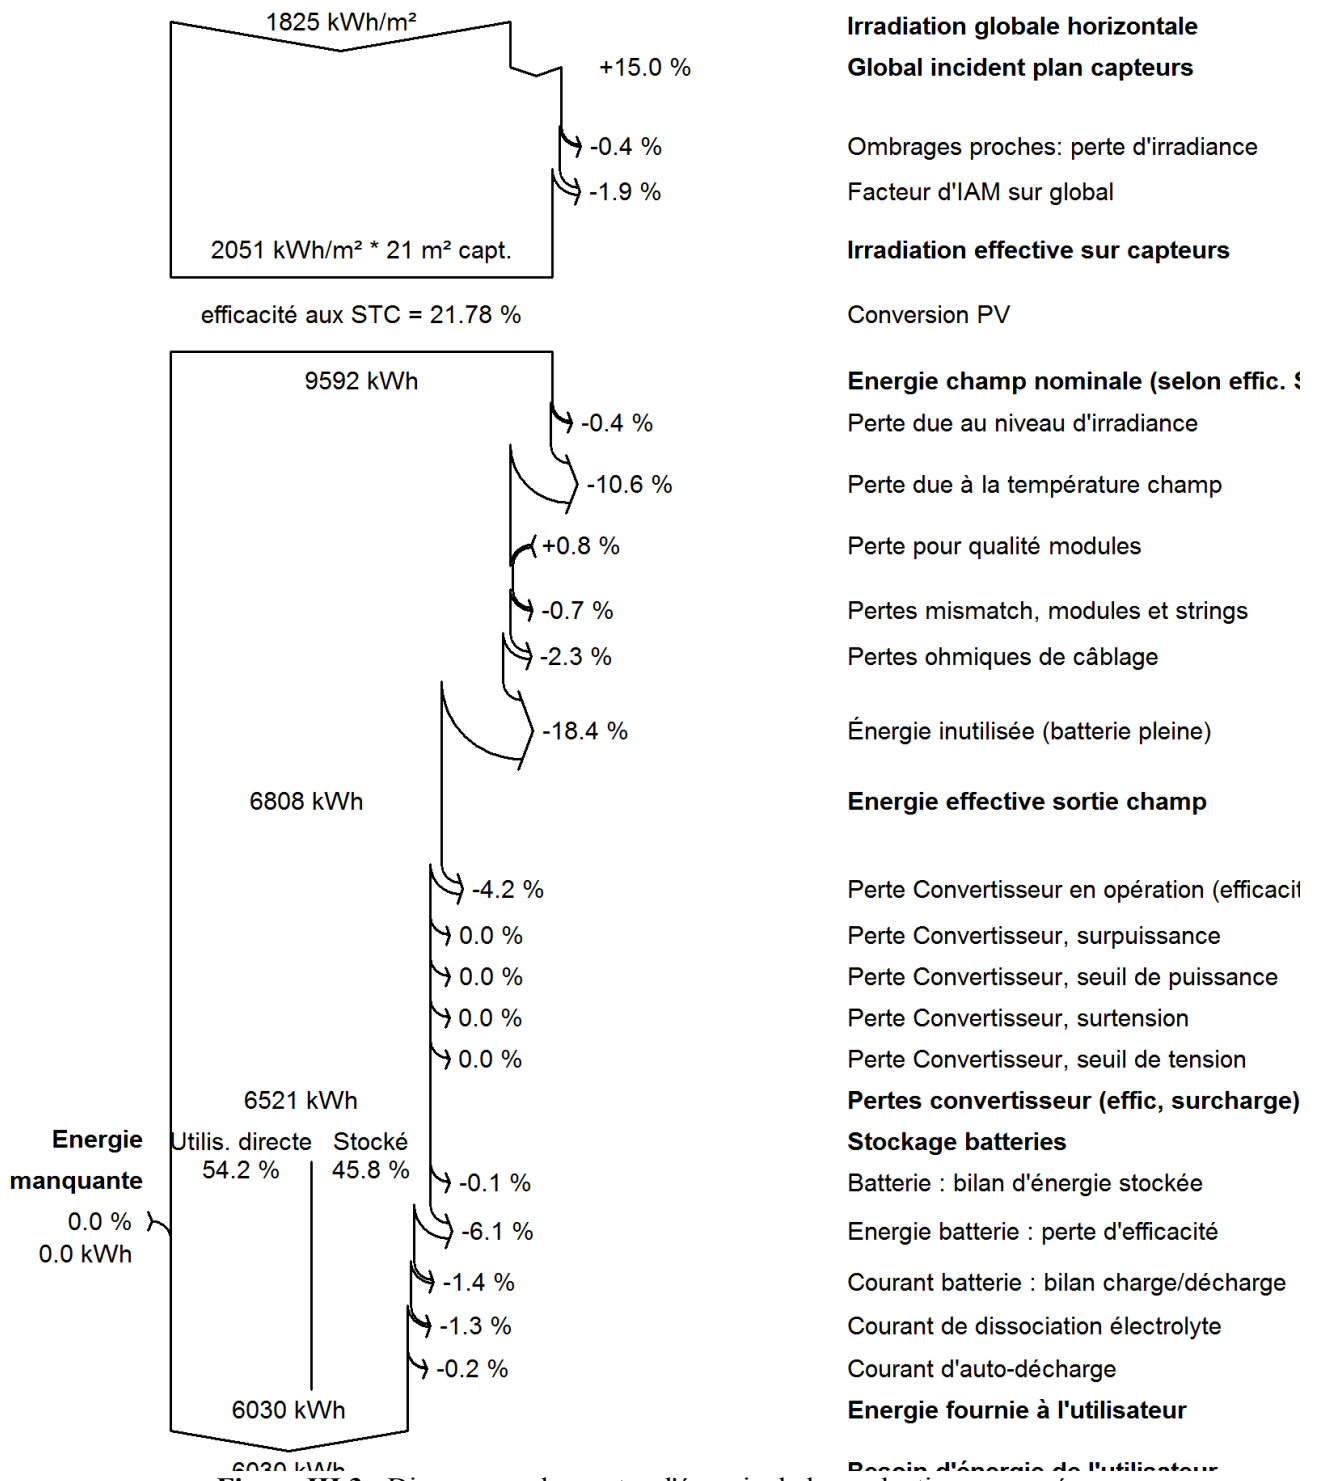 1825 kWh/m² Irradiation globale horizontale
+15.0 % Global incident plan capteurs
-0.4 % Ombrages proches: perte d'irradiance
-1.9 % Facteur d'IAM sur global
2051 kWh/m² * 21 m² capt. Irradiation effective sur capteurs
efficacité aux STC = 21.78 % Conversion PV
9592 kWh Energie champ nominale (selon effic.
-0.4 % Perte due au niveau d'irradiance
-10.6 % Perte due à la température champ
+0.8 % Perte pour qualité modules
-0.7 % Pertes mismatch, modules et strings
-2.3 % Pertes ohmiques de câblage
-18.4 % Énergie inutilisée (batterie pleine)
6808 kWh Energie effective sortie champ
-4.2 % Perte Convertisseur en opération (efficacit
0.0 % Perte Convertisseur, surpuissance
0.0 % Perte Convertisseur, seuil de puissance
0.0 % Perte Convertisseur, surtension
0.0 % Perte Convertisseur, seuil de tension
6521 kWh Pertes convertisseur (effic, surcharge)
Energie Utilis. directe Stocké Stockage batteries
manquante 54.2 % 45.8 % -0.1 % Batterie : bilan d'énergie stockée
0.0 % -6.1 % Energie batterie : perte d'efficacité
0.0 kWh
-1.4 % Courant batterie : bilan charge/décharge
-1.3 % Courant de dissociation électrolyte
-0.2 % Courant d'auto-décharge
6030 kWh Energie fournie à l'utilisateur
6030 kWh Besoin d'énergie de l'utilisateur